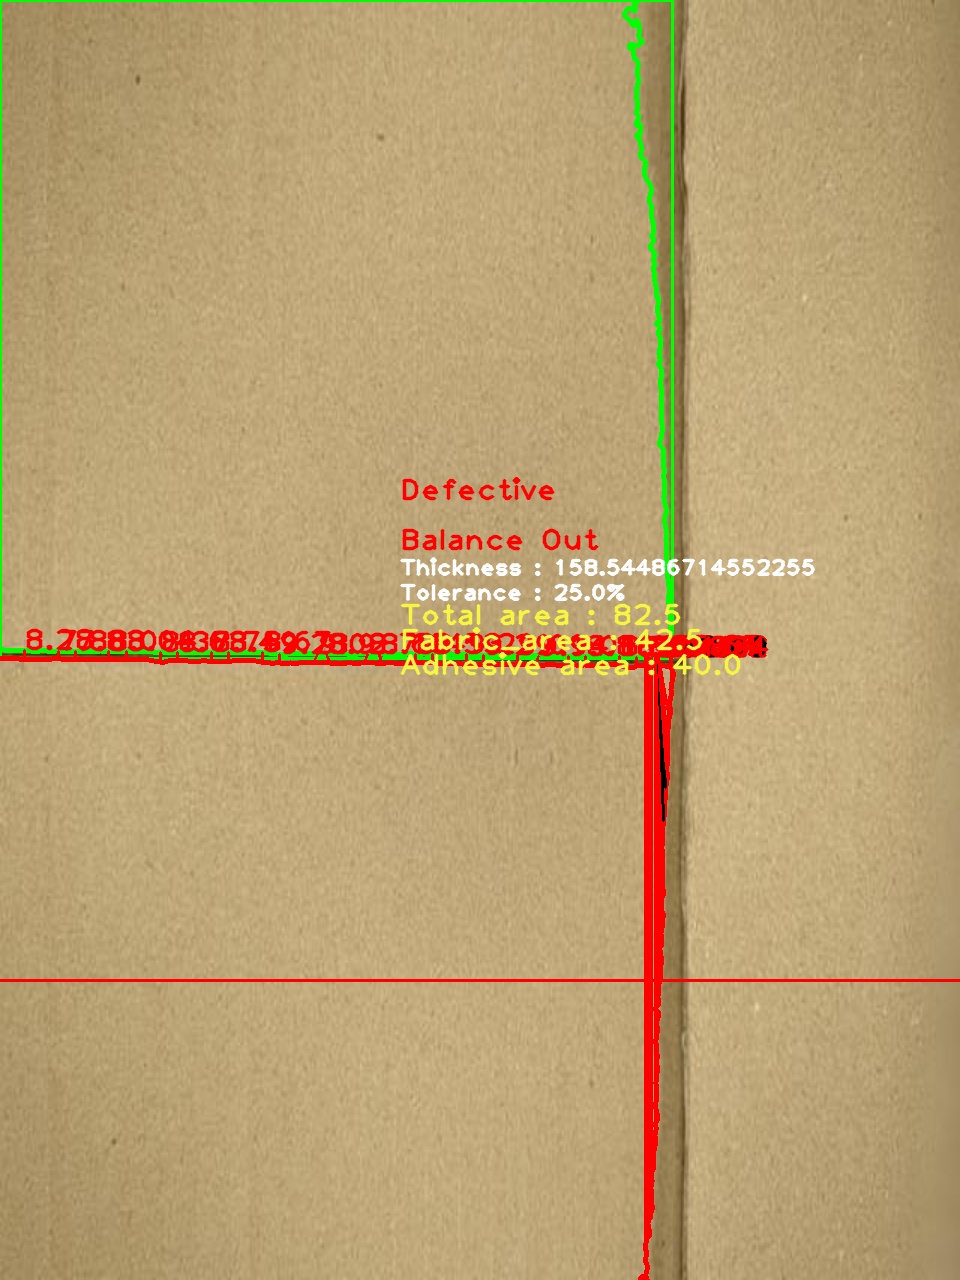 Defective
Balance Out
Thickness : 158.54486714552255
Tolerance : 25.0%
Total area : 82.5
Fabric area : 42.5
Adhesive area : 40.0